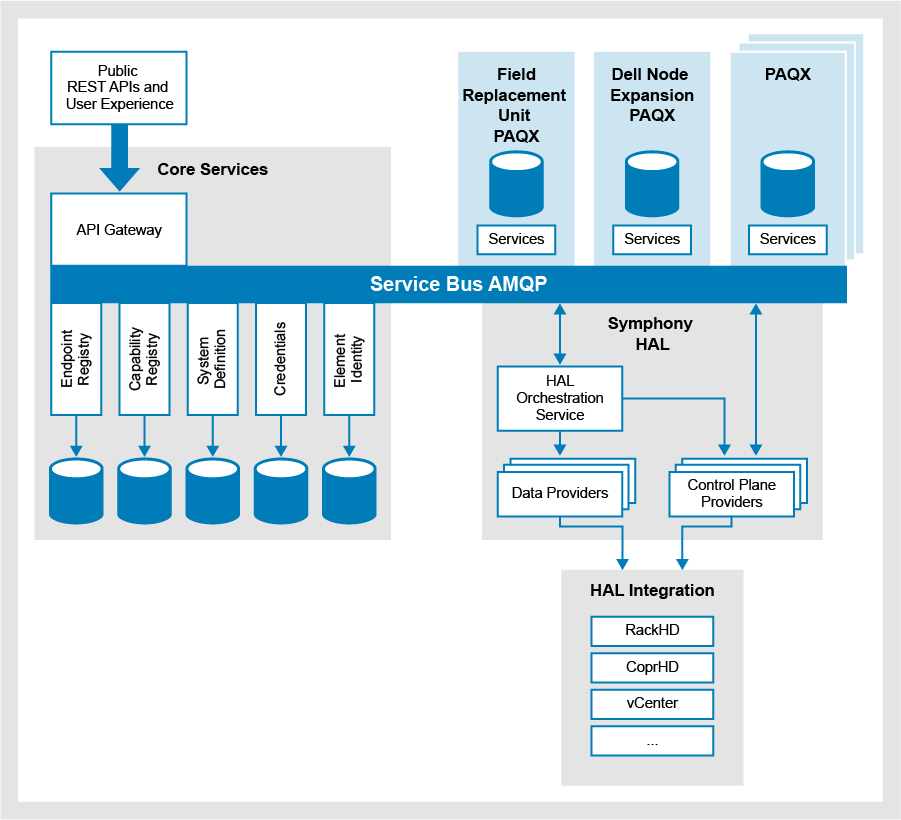 Public
REST APIs and
User Experience
Core Services
API Gateway
Field
Replacement
Unit
PAQX
Services
Dell Node
Expansion
PAQX
Services
PAQX
Services
Service Bus AMQP
Endpoint
Registry
Capability
Registry
System
Definition
Credentials
Element
Identity
Symphony
HAL
HAL
Orchestration
Service
Data Providers
Control Plane
Providers
HAL Integration
RackHD
CoprHD
vCenter
...